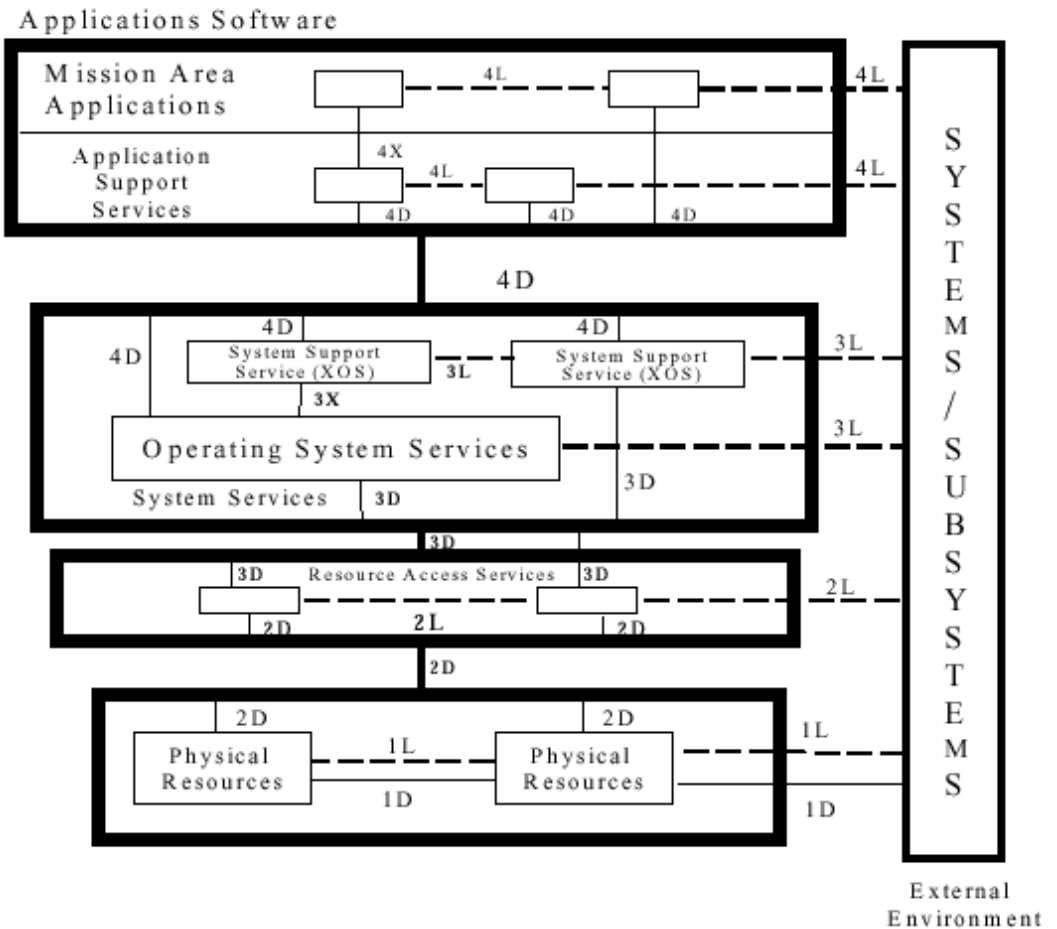 Applications Software
Mission Area
Applications
4L
4L
4X
Application
Support
Services
4L
4L
4D
4D
4D
4D
4D
4D
4D
System Support
Service (XOS)
3L
System Support
Service (XOS)
3L
3X
Operating System Services
3L
System Services
3D
3D
3D
3D
Resource Access Services
3D
2L
2D
2L
2D
2D
2D
2D
Physical
Resources
1L
1D
Physical
Resources
1L
1D
SYSTEMS/SUBSYSTEMS
External
Environment